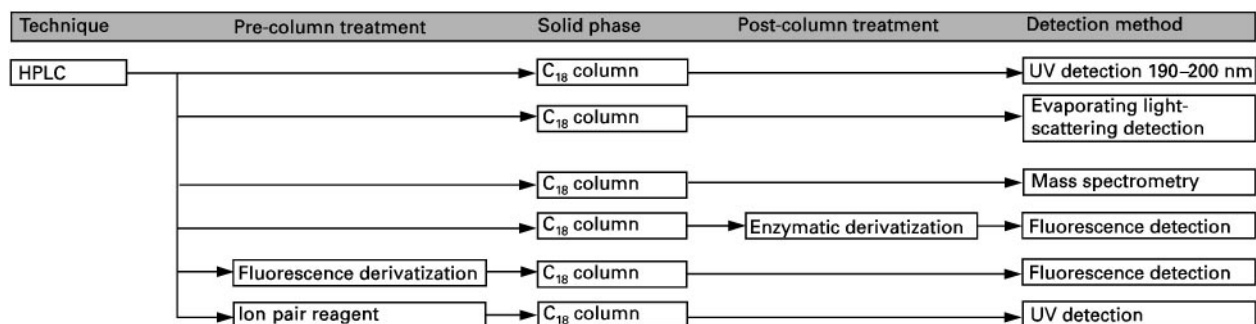 Technique Pre-column treatment Solid phase Post-column treatment Detection method
HPLC C₁₈ column UV detection 190–200 nm
C₁₈ column Evaporating light-
scattering detection
C₁₈ column Mass spectrometry
C₁₈ column Enzymatic derivatization Fluorescence detection
Fluorescence derivatization C₁₈ column Fluorescence detection
Ion pair reagent C₁₈ column UV detection